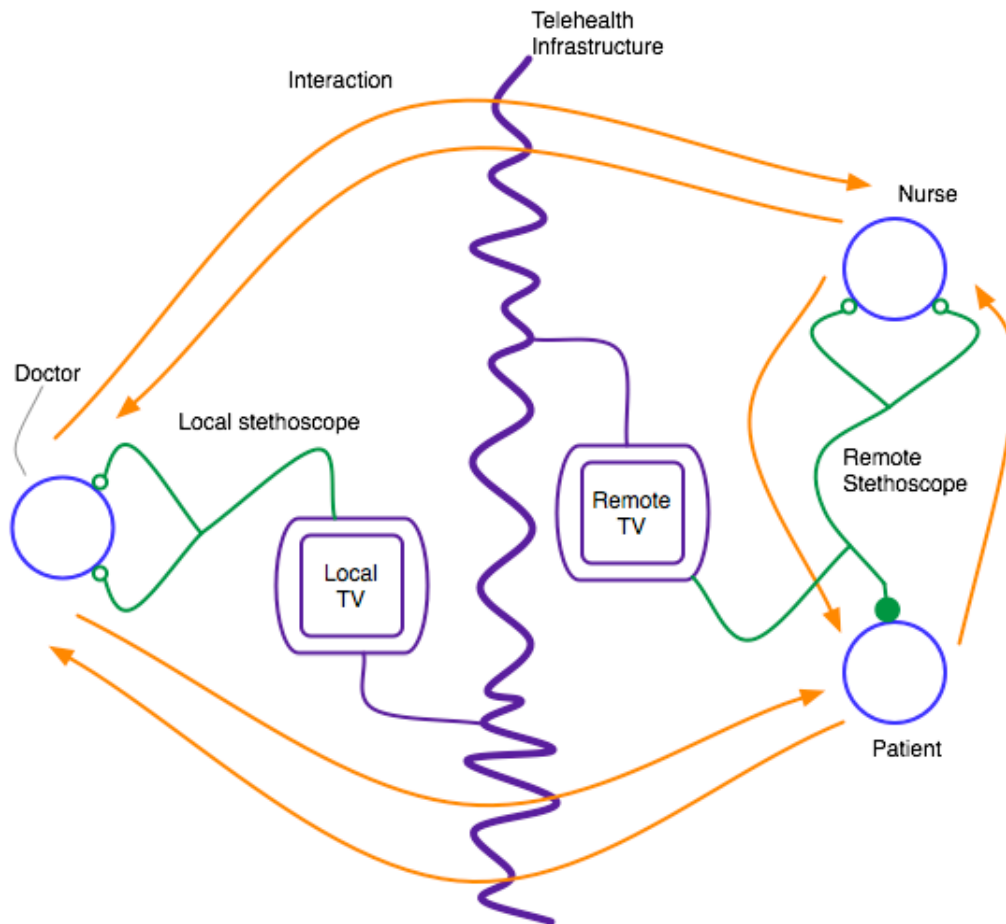 Telehealth
Infrastructure
Interaction
Nurse
Doctor
Local stethoscope
Remote
Stethoscope
Remote
TV
Local
TV
Patient